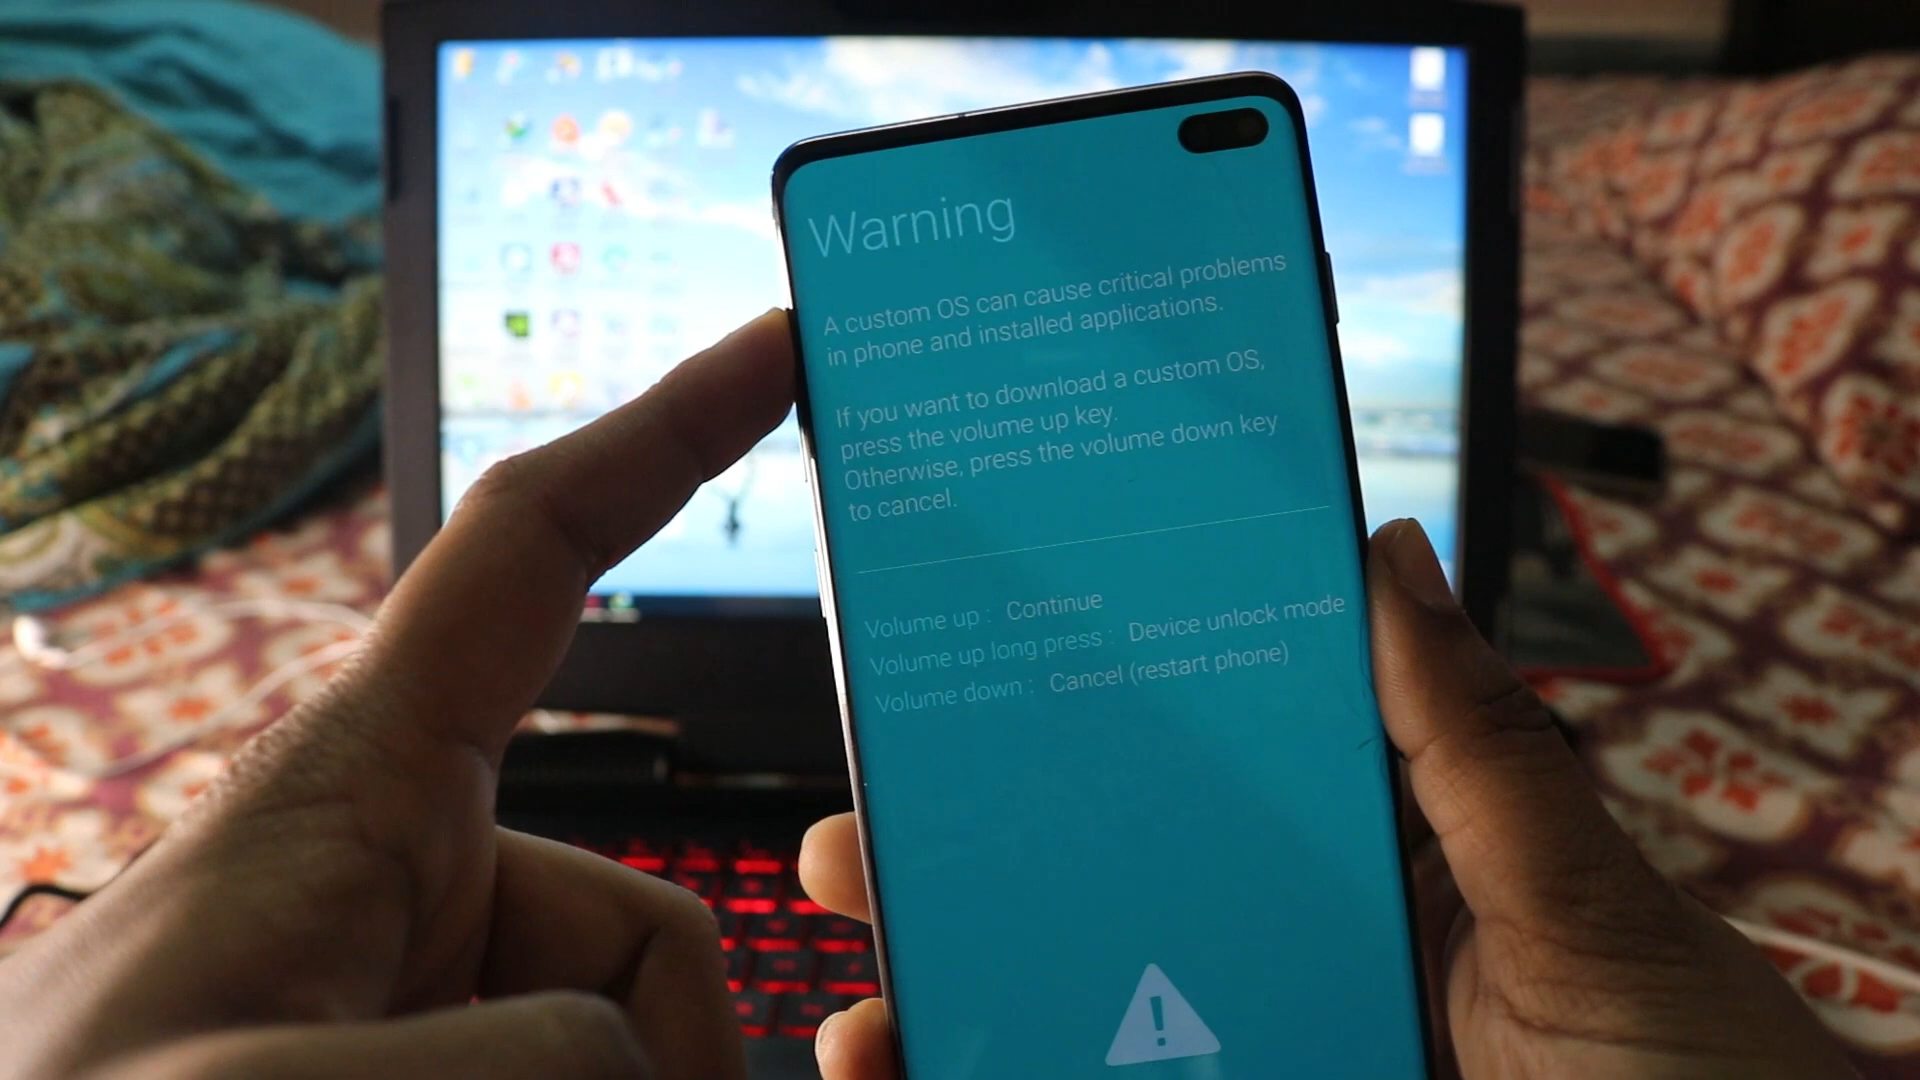 Warning
A custom OS can cause critical problems
in phone and installed applications.
If you want to download a custom OS,
press the volume up key.
Otherwise, press the volume down key
to cancel.
Volume up : Continue
Volume up long press : Device unlock mode
Volume down : Cancel (restart phone)